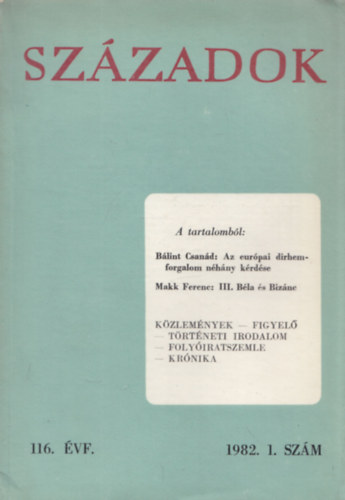 SZÁZADOK
A tartalomból:
Bálint Csanád: Az európai dirhem-
forgalom néhány kérdése
Makk Ferenc: III. Béla és Bizánc
KÖZLEMÉNYEK — FIGYELŐ
— TÖRTÉNETI IRODALOM
— FOLYÓIRATSZEMLE
— KRÓNIKA
116. ÉVF. 1982. 1. SZÁM